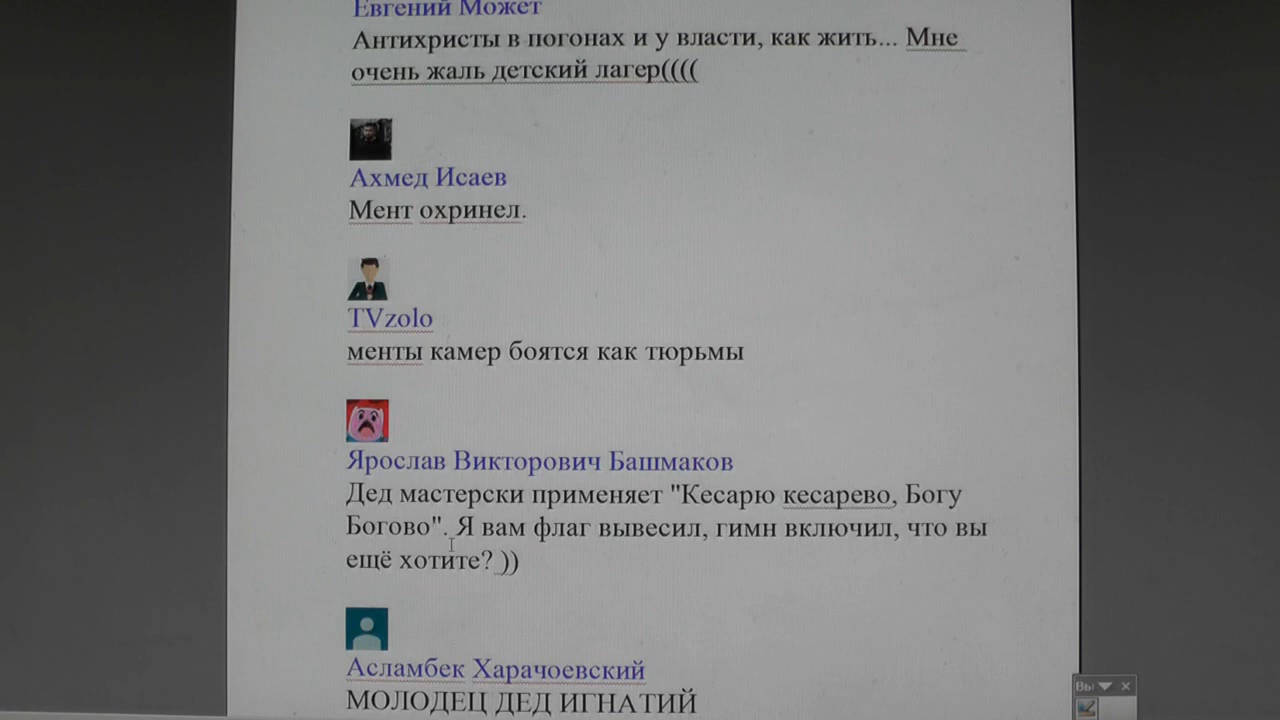 Евгений Может
Антихристы в погонах и у власти, как жить... Мне
очень жаль детский лагер((((
Ахмед Исаев
Мент охринел.
TVzolo
менты камер боятся как тюрьмы
Ярослав Викторович Башмаков
Дед мастерски применяет "Кесарю кесарево, Богу
Богово". Я вам флаг вывесил, гимн включил, что вы
ещё хотите? ))
Асламбек Харачоевский
МОЛОДЕЦ ДЕД ИГНАТИЙ
Вы